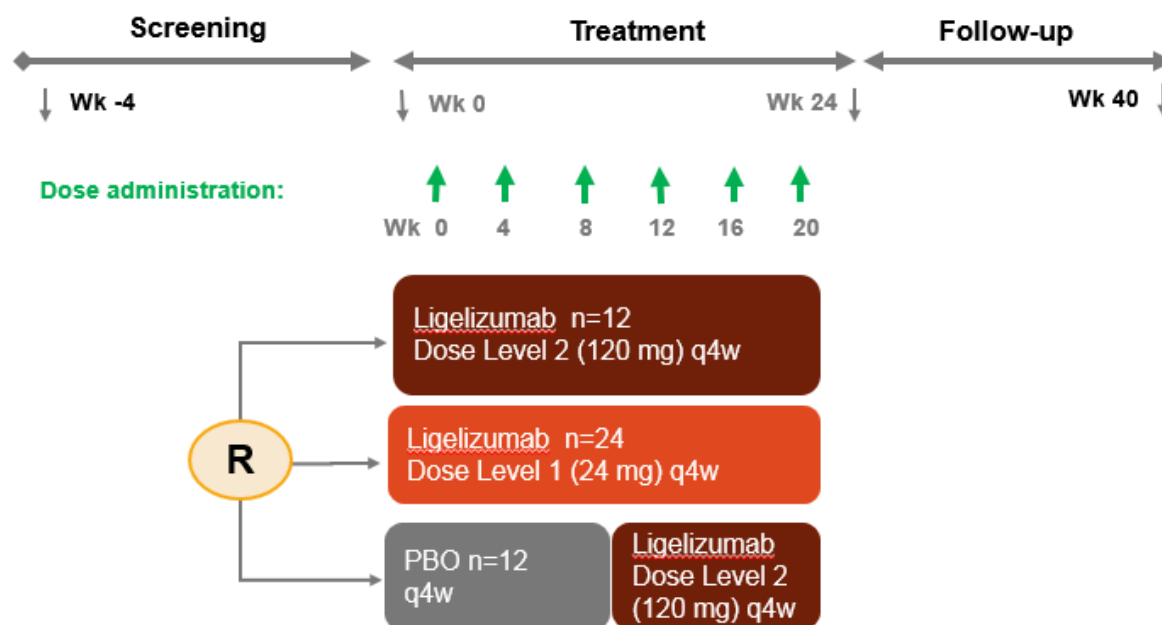 Screening
Treatment
Follow-up
Wk -4
Wk 0
Wk 24
Wk 40
Dose administration:
Wk 0 4 8 12 16 20
Ligelizumab n=12
Dose Level 2 (120 mg) q4w
R
Ligelizumab n=24
Dose Level 1 (24 mg) q4w
PBO n=12
q4w
Ligelizumab
Dose Level 2
(120 mg) q4w